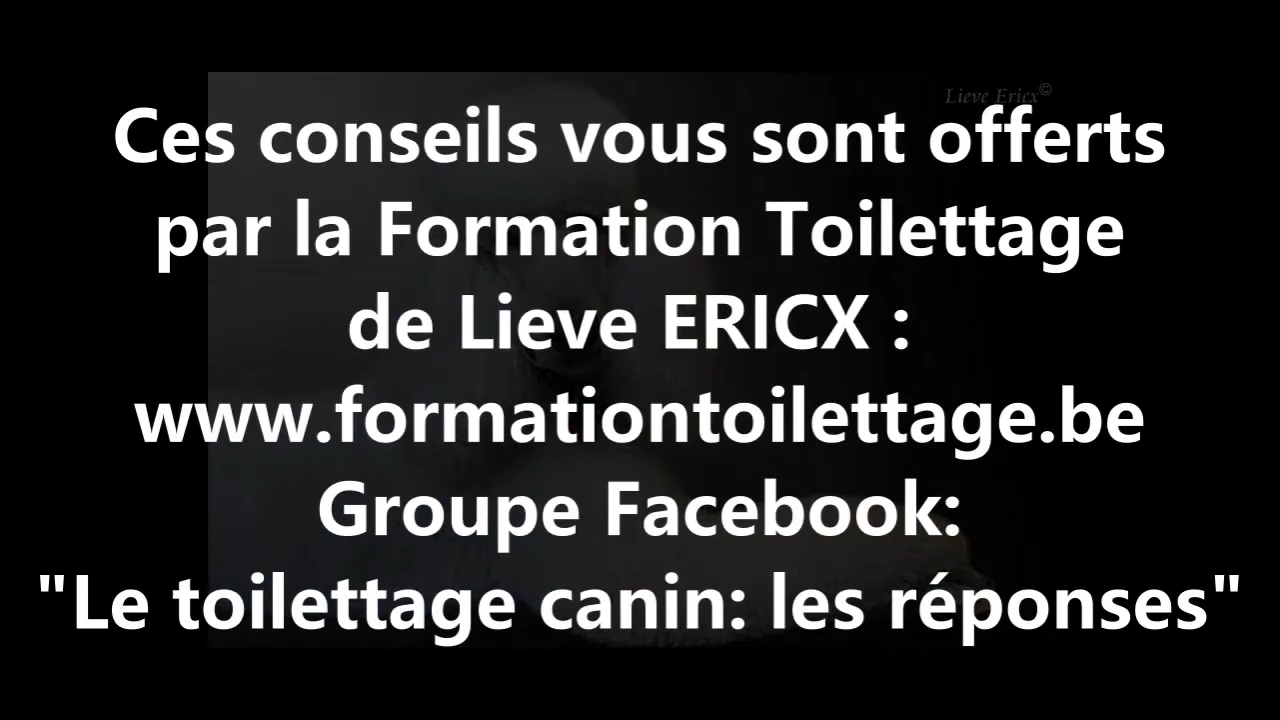 Lieve Ericx©
Ces conseils vous sont offerts
par la Formation Toilettage
de Lieve ERICX :
www.formationtoilettage.be
Groupe Facebook:
"Le toilettage canin: les réponses"